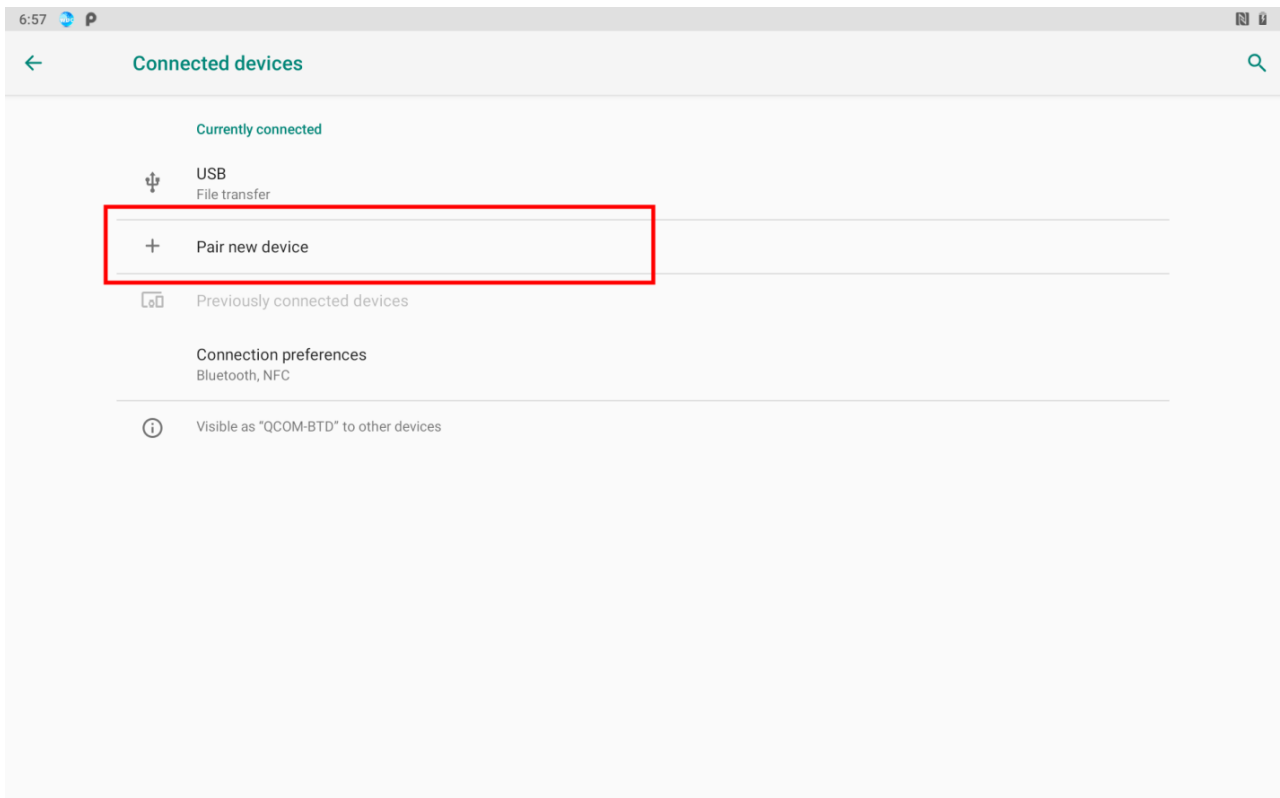 6:57
Connected devices
Currently connected
USB
File transfer
Pair new device
Previously connected devices
Connection preferences
Bluetooth, NFC
Visible as “QCOM-BTD” to other devices